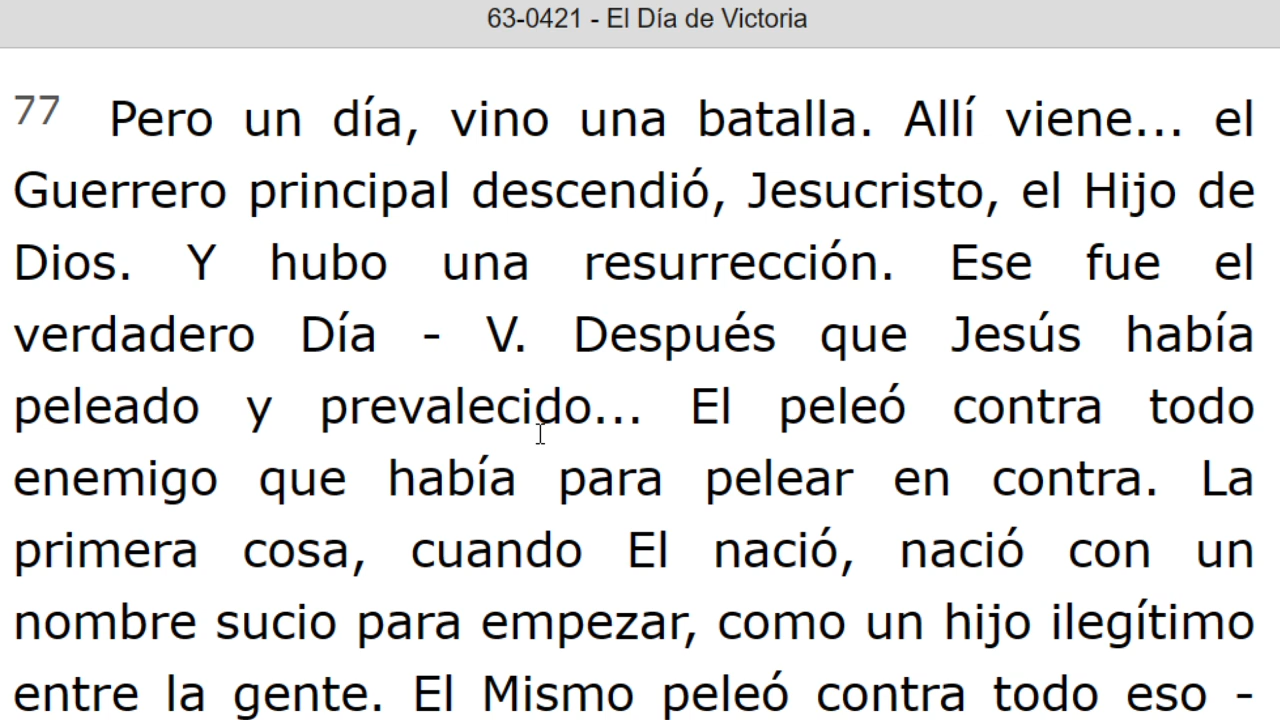 63-0421 - El Día de Victoria
77 Pero un día, vino una batalla. Allí viene... el
Guerrero principal descendió, Jesucristo, el Hijo de
Dios. Y hubo una resurrección. Ese fue el
verdadero Día - V. Después que Jesús había
peleado y prevalecido... El peleó contra todo
enemigo que había para pelear en contra. La
primera cosa, cuando El nació, nació con un
nombre sucio para empezar, como un hijo ilegítimo
entre la gente. El Mismo peleó contra todo eso -